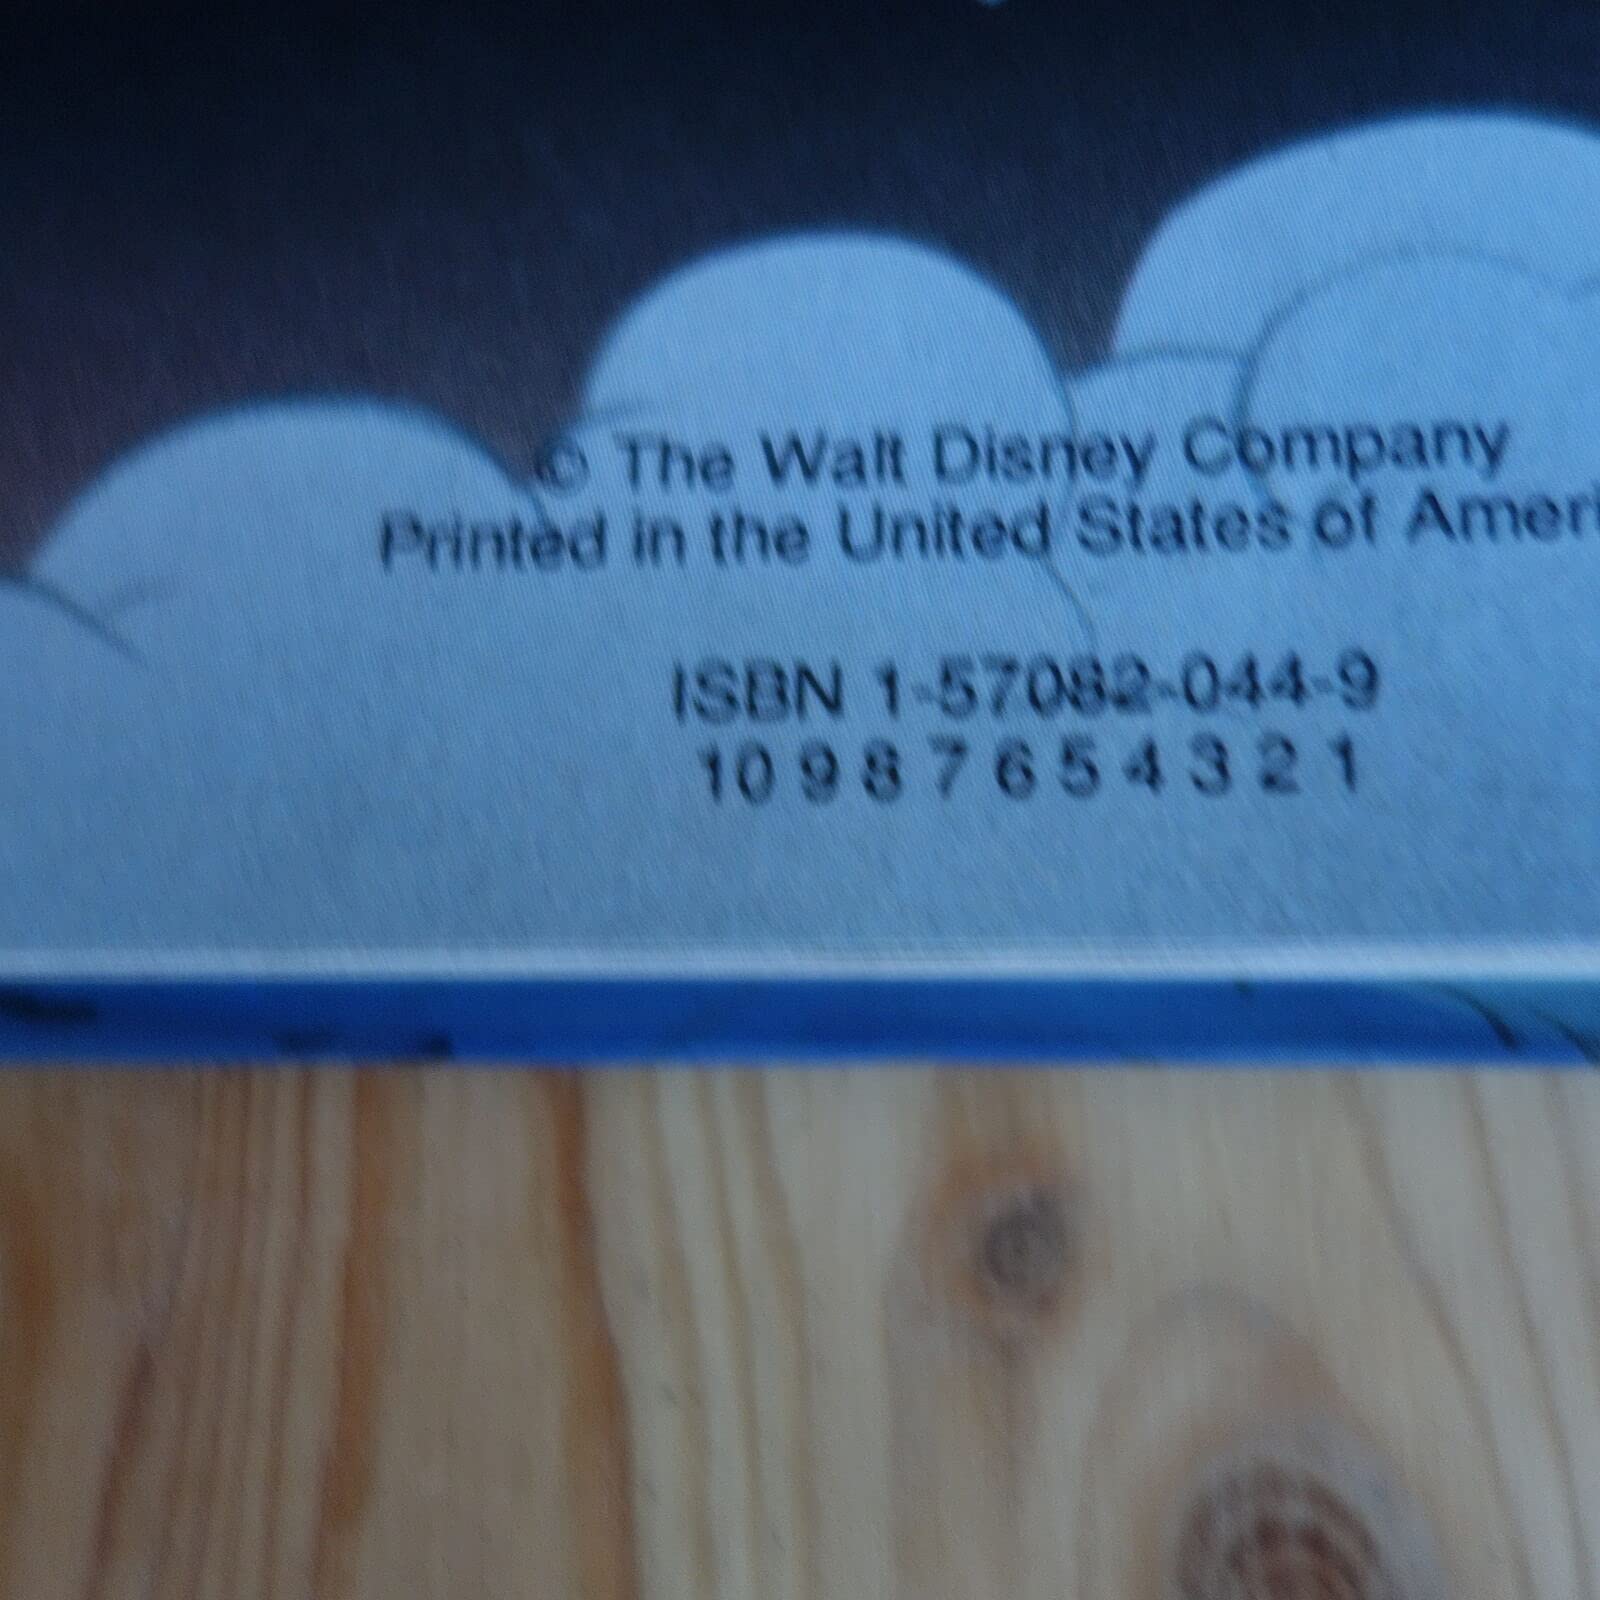 © The Walt Disney Company
Printed in the United States of Ameri
ISBN 1-57082-044-9
10 9 8 7 6 5 4 3 2 1